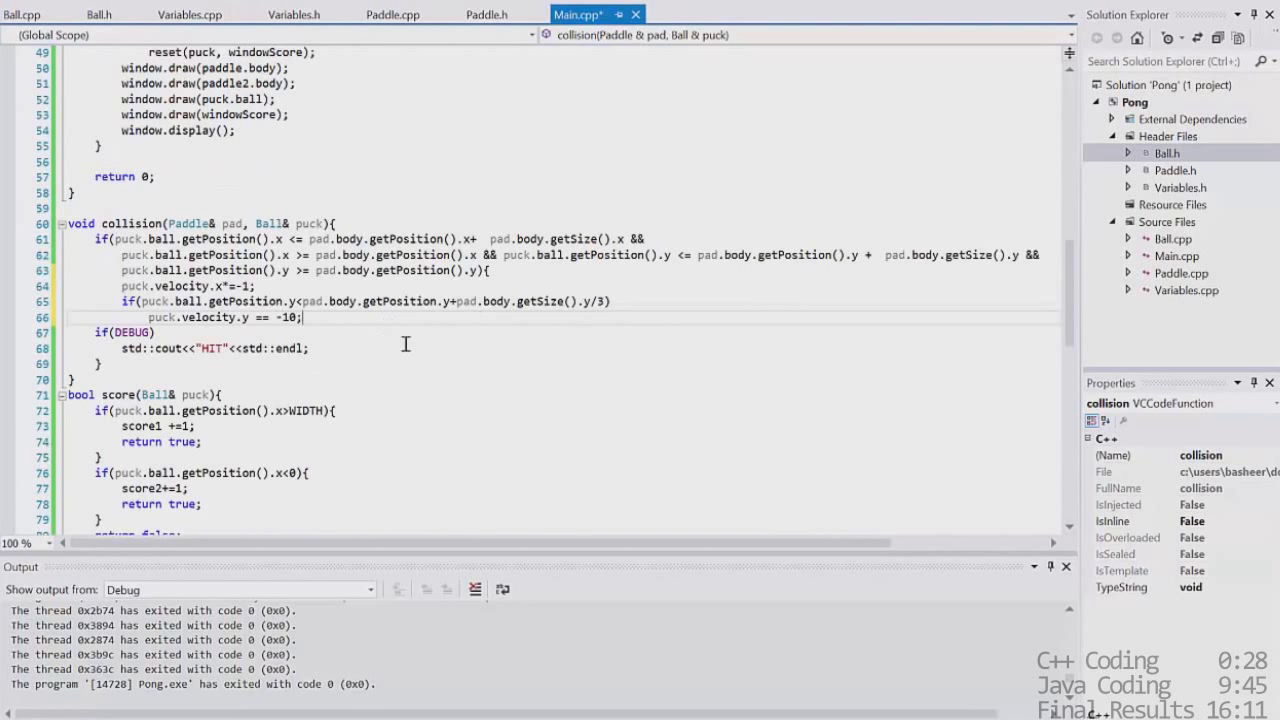 Ball.cpp Ball.h Variables.cpp Variables.h Paddle.cpp Paddle.h Main.cpp*
(Global Scope) collision(Paddle & pad, Ball & puck)
49 reset(puck, windowScore);
50 window.draw(paddle.body);
51 window.draw(paddle2.body);
52 window.draw(puck.ball);
53 window.draw(windowScore);
54 window.display();
55 }
56
57 return 0;
58 }
59
60 void collision(Paddle& pad, Ball& puck){
61 if(puck.ball.getPosition().x <= pad.body.getPosition().x+ pad.body.getSize().x &&
62 puck.ball.getPosition().x >= pad.body.getPosition().x && puck.ball.getPosition().y <= pad.body.getPosition().y + pad.body.getSize().y &&
63 puck.ball.getPosition().y >= pad.body.getPosition().y){
64 puck.velocity.x*=-1;
65 if(puck.ball.getPosition.y<pad.body.getPosition.y+pad.body.getSize().y/3)
66 puck.velocity.y == -10;
67 if(DEBUG)
68 std::cout<<"HIT"<<std::endl;
69 }
70 }
71 bool score(Ball& puck){
72 if(puck.ball.getPosition().x>WIDTH){
73 score1 +=1;
74 return true;
75 }
76 if(puck.ball.getPosition().x<0){
77 score2+=1;
78 return true;
79 }
return false;
100 %
Output
Show output from: Debug
The thread 0x2b74 has exited with code 0 (0x0).
The thread 0x3894 has exited with code 0 (0x0).
The thread 0x2874 has exited with code 0 (0x0).
The thread 0x3b9c has exited with code 0 (0x0).
The thread 0x363c has exited with code 0 (0x0).
The program '[14728] Pong.exe' has exited with code 0 (0x0).
Solution Explorer
Search Solution Explorer (Ctrl+;)
Solution 'Pong' (1 project)
Pong
External Dependencies
Header Files
Ball.h
Paddle.h
Variables.h
Resource Files
Source Files
Ball.cpp
Main.cpp
Paddle.cpp
Variables.cpp
Properties
collision VCCodeFunction
C++
(Name) collision
File c:\users\basheer\do
FullName collision
IsInjected False
IsInline False
IsOverloaded False
IsSealed False
IsTemplate False
TypeString void
C++ Coding 0:28
Java Coding 9:45
Final Results 16:11
C++